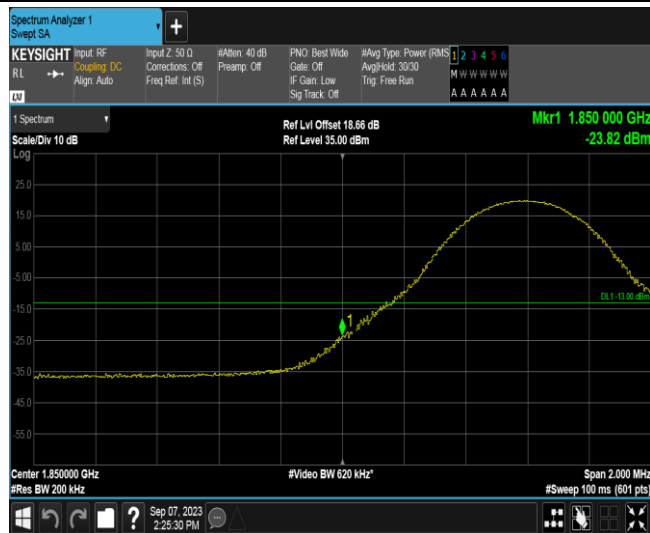 Spectrum Analyzer 1
Swept SA
KEYSIGHT
RL
LXI
Input: RF
Coupling: DC
Align: Auto
Input Z: 50 Ω
Corrections: Off
Freq Ref: Int (S)
#Atten: 40 dB
Preamp: Off
PNO: Best Wide
Gate: Off
IF Gain: Low
Sig Track: Off
#Avg Type: Power (RMS
Avg|Hold: 30/30
Trig: Free Run
1 2 3 4 5 6
M W W W W W
A A A A A A
1 Spectrum
Scale/Div 10 dB
Log
Ref Lvl Offset 18.66 dB
Ref Level 35.00 dBm
Mkr1 1.850 000 GHz
-23.82 dBm
25.0
15.0
5.00
-5.00
-15.0
-25.0
-35.0
-45.0
-55.0
DL1 -13.00 dBm
1
Center 1.850000 GHz
#Res BW 200 kHz
#Video BW 620 kHz*
Span 2.000 MHz
#Sweep 100 ms (601 pts)
?
Sep 07, 2023
2:25:30 PM